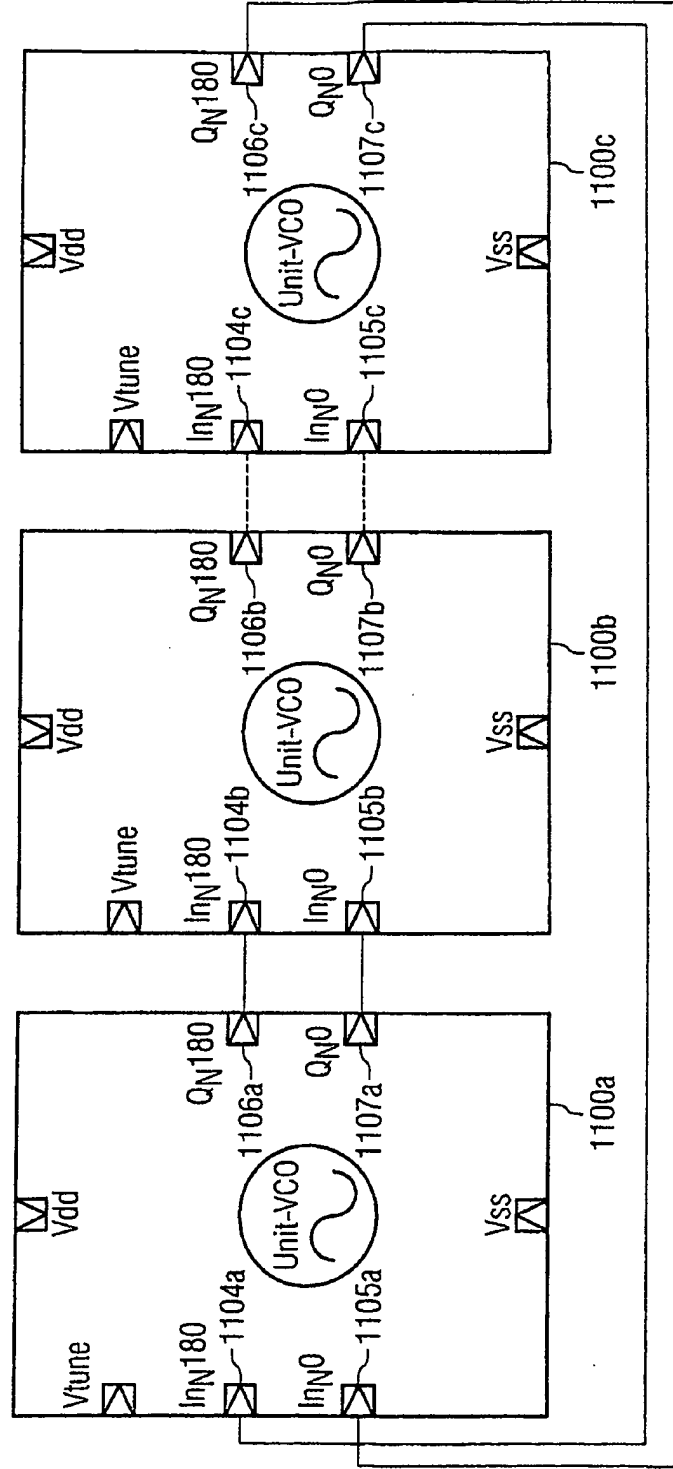 Vtune
Vdd
In_N180
1104a
Unit-VCO
Q_N180
1106a
In_N0
1105a
Q_N0
1107a
Vss
1100a
Vtune
Vdd
In_N180
1104b
Unit-VCO
Q_N180
1106b
In_N0
1105b
Q_N0
1107b
Vss
1100b
Vtune
Vdd
In_N180
1104c
Unit-VCO
Q_N180
1106c
In_N0
1105c
Q_N0
1107c
Vss
1100c